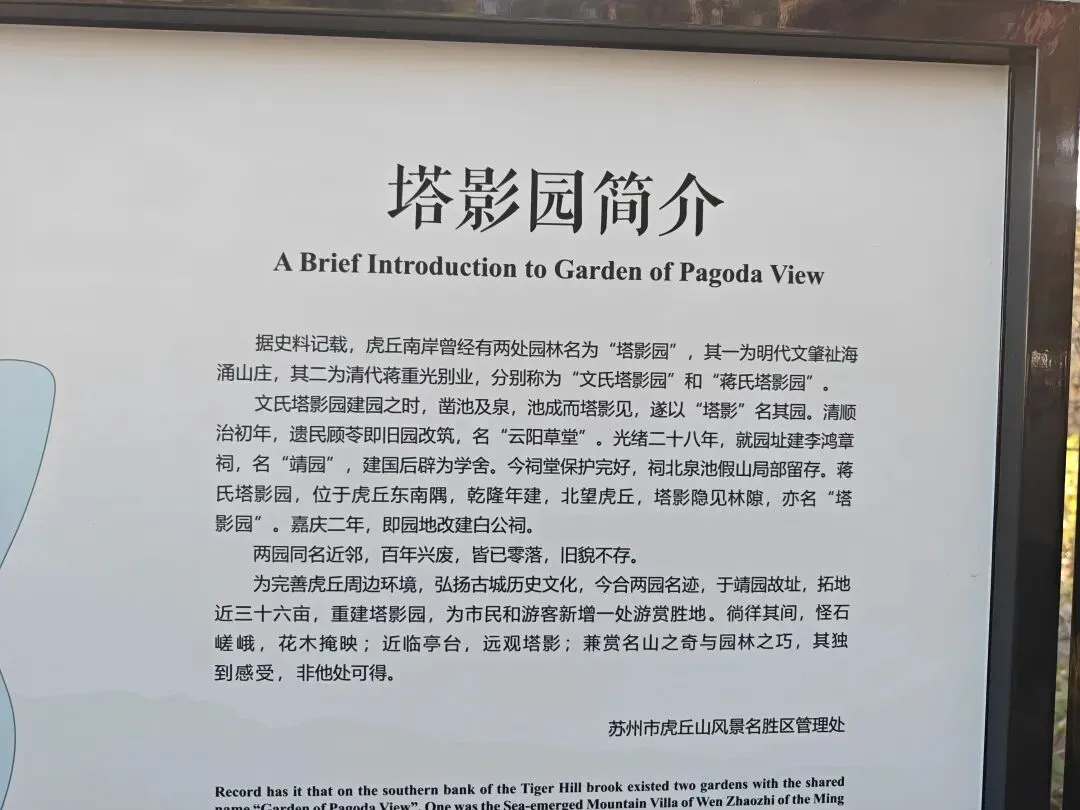 塔影园简介
A Brief Introduction to Garden of Pagoda View
据史料记载，虎丘南岸曾经有两处园林名为“塔影园”，其一为明代文肇祉海
涌山庄，其二为清代蒋重光别业，分别称为“文氏塔影园”和“蒋氏塔影园”。
文氏塔影园建园之时，凿池及泉，池成而塔影见，遂以“塔影”名其园。清顺
治初年，遗民顾苓即旧园改筑，名“云阳草堂”。光绪二十八年，就园址建李鸿章
祠，名“靖园”，建国后辟为学舍。今祠堂保护完好，祠北泉池假山局部留存。蒋
氏塔影园，位于虎丘东南隅，乾隆年建，北望虎丘，塔影隐见林隙，亦名“塔
影园”。嘉庆二年，即园地改建白公祠。
两园同名近邻，百年兴废，皆已零落，旧貌不存。
为完善虎丘周边环境，弘扬古城历史文化，今合两园名迹，于靖园故址，拓地
近三十六亩，重建塔影园，为市民和游客新增一处游赏胜地。徜徉其间，怪石
嵯峨，花木掩映；近临亭台，远观塔影；兼赏名山之奇与园林之巧，其独
到感受，非他处可得。
苏州市虎丘山风景名胜区管理处
Record has it that on the southern bank of the Tiger Hill brook existed two gardens with the shared
name “Garden of Pagoda View”. One was the Sea-emerged Mountain Villa of Wen Zhaozhi of the Ming